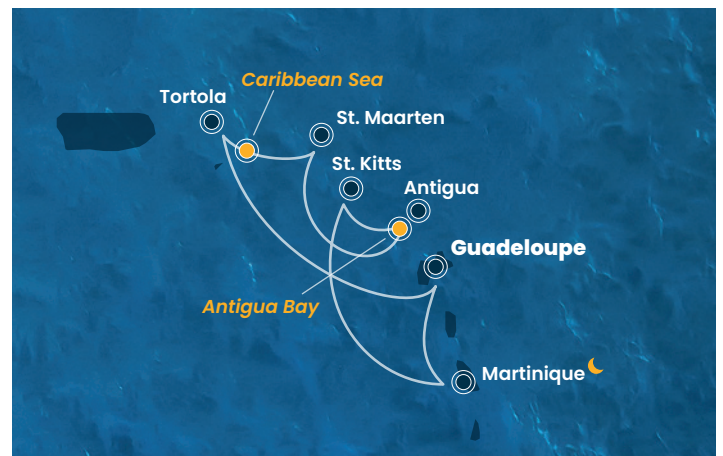 Caribbean Sea
Tortola
St. Maarten
St. Kitts
Antigua
Guadeloupe
Antigua Bay
Martinique